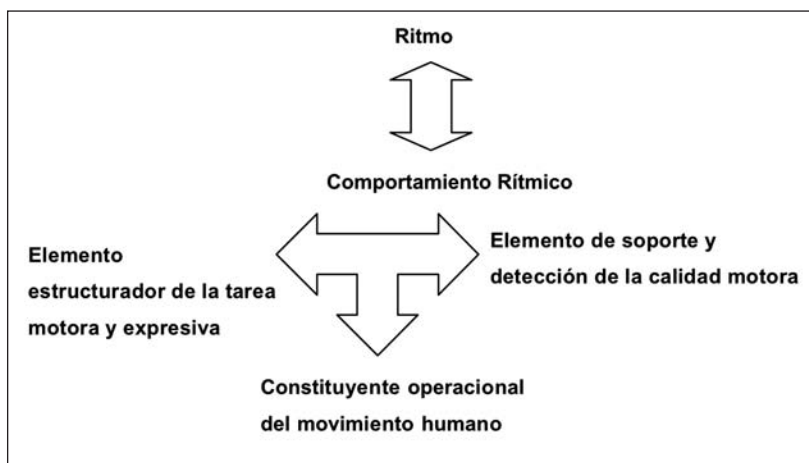 Ritmo
Comportamiento Rítmico
Elemento
estructurador de la tarea
motora y expresiva
Elemento de soporte y
detección de la calidad motora
Constituyente operacional
del movimiento humano